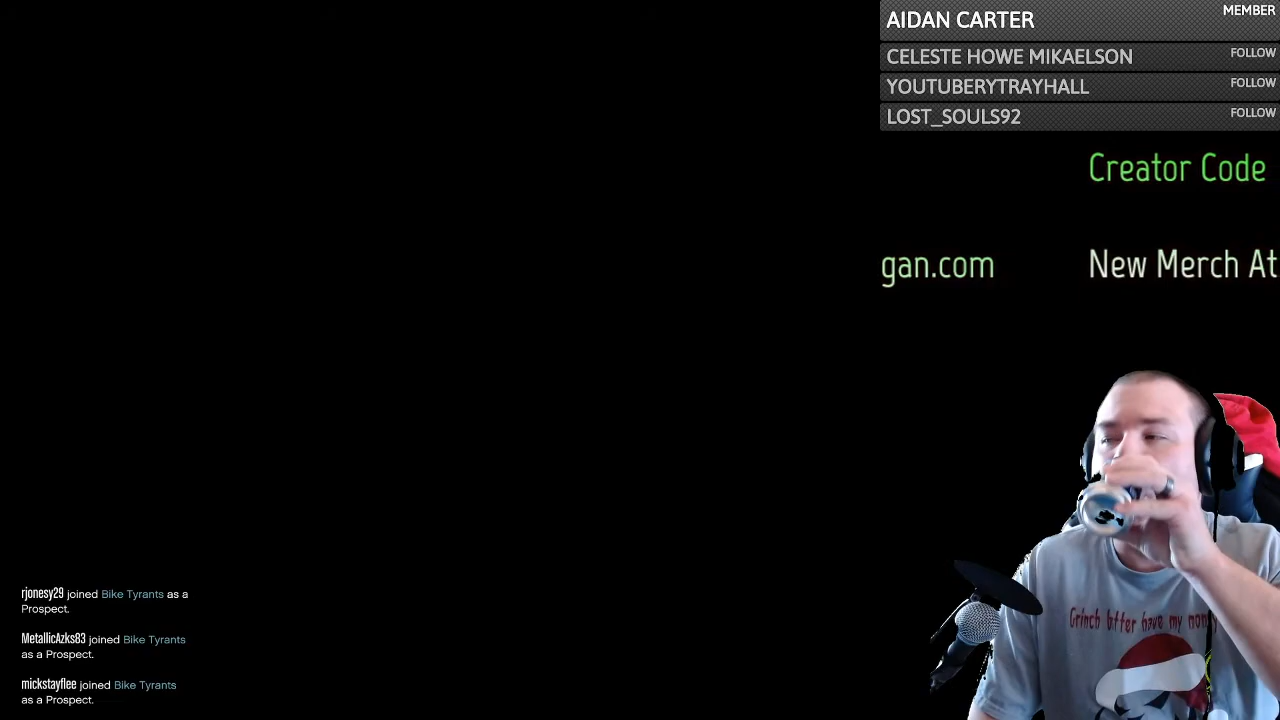 AIDAN CARTER MEMBER
CELESTE HOWE MIKAELSON FOLLOW
YOUTUBERYTRAYHALL FOLLOW
LOST_SOULS92 FOLLOW
Creator Code
gan.com New Merch At
rjonesy29 joined Bike Tyrants as a
Prospect.
MetallicAzks83 joined Bike Tyrants
as a Prospect.
mickstayflee joined Bike Tyrants
as a Prospect.
Grinch btter have my mon